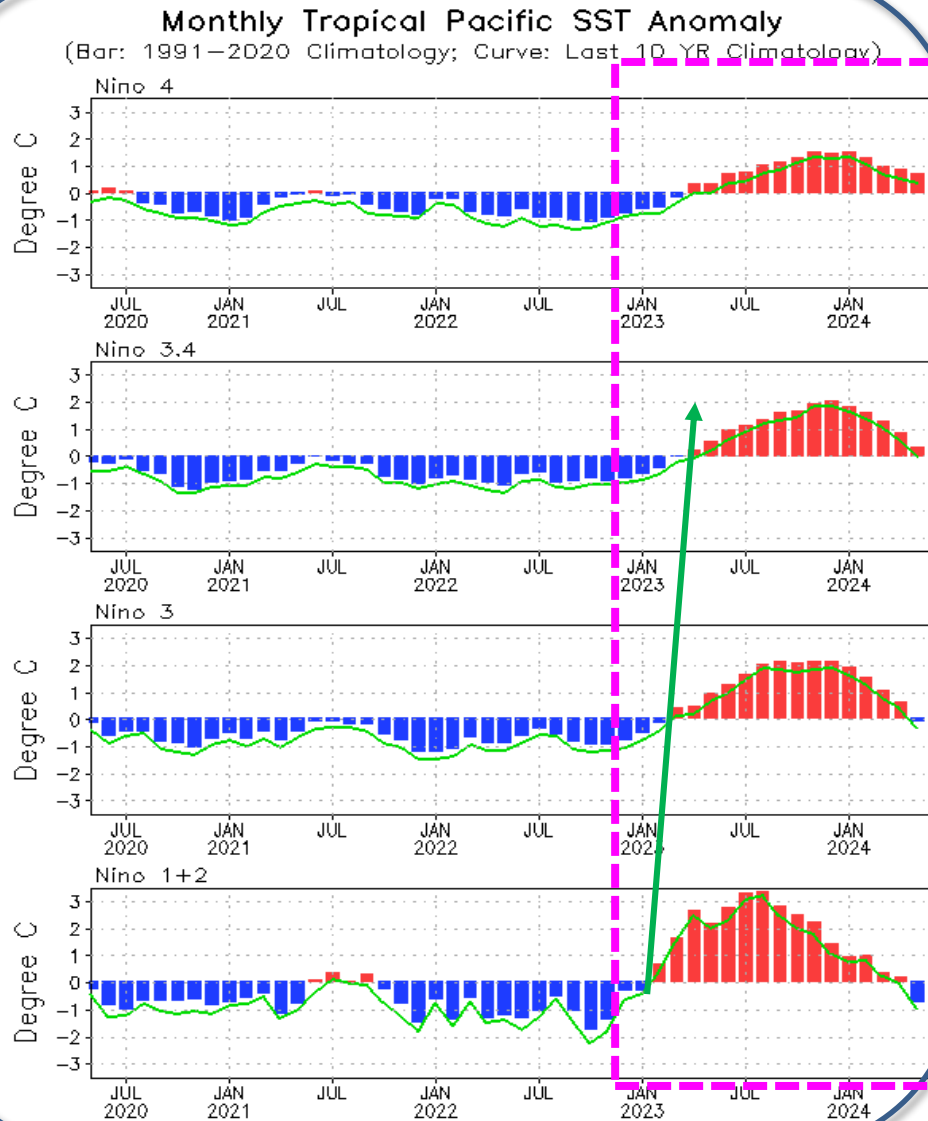 Monthly Tropical Pacific SST Anomaly
(Bar: 1991-2020 Climatology; Curve: Last 10 YR Climatology)
Nino 4
Degree C
3
2
1
0
-1
-2
-3
JUL JAN JUL JAN JUL JAN JUL JAN
2020 2021 2022 2023 2024
Nino 3.4
Degree C
3
2
1
0
-1
-2
-3
JUL JAN JUL JAN JUL JAN JUL JAN
2020 2021 2022 2023 2024
Nino 3
Degree C
3
2
1
0
-1
-2
-3
JUL JAN JUL JAN JUL JAN JUL JAN
2020 2021 2022 2023 2024
Nino 1+2
Degree C
3
2
1
0
-1
-2
-3
JUL JAN JUL JAN JUL JAN JUL JAN
2020 2021 2022 2023 2024